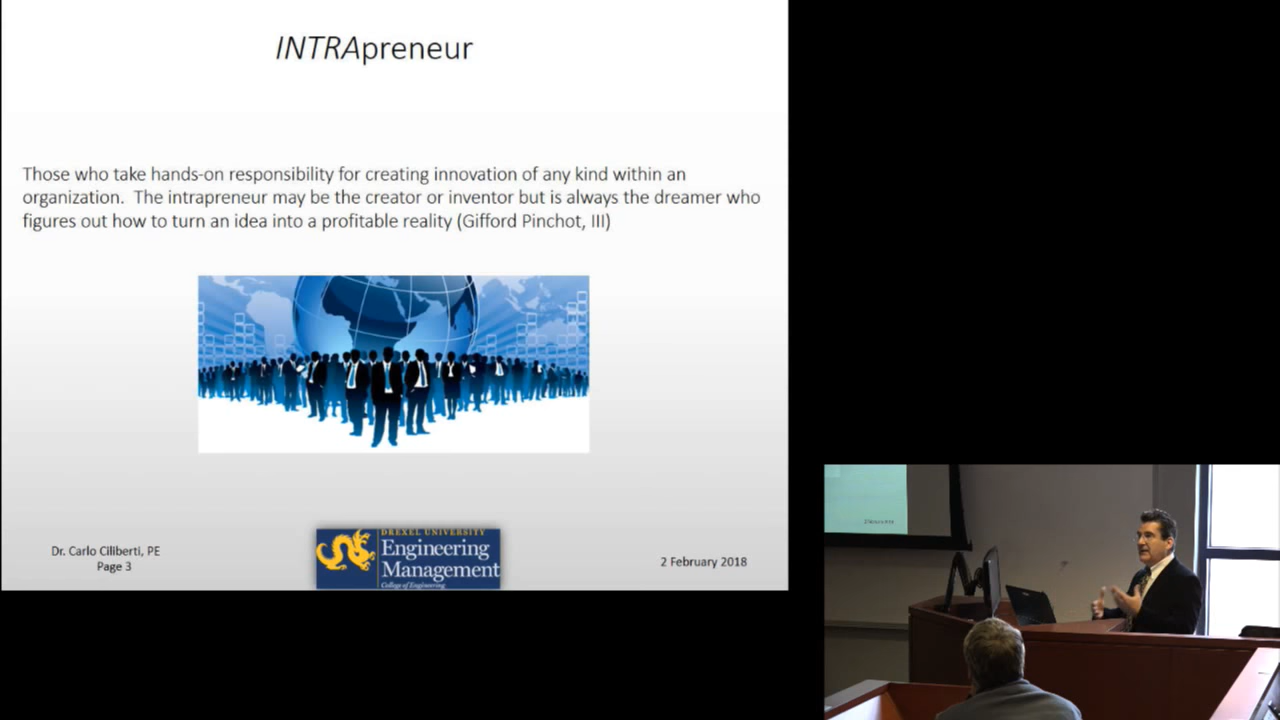 INTRApreneur
Those who take hands-on responsibility for creating innovation of any kind within an
organization. The intrapreneur may be the creator or inventor but is always the dreamer who
figures out how to turn an idea into a profitable reality (Gifford Pinchot, III)
Dr. Carlo Ciliberti, PE
Page 3
DREXEL UNIVERSITY
Engineering
Management
College of Engineering
2 February 2018